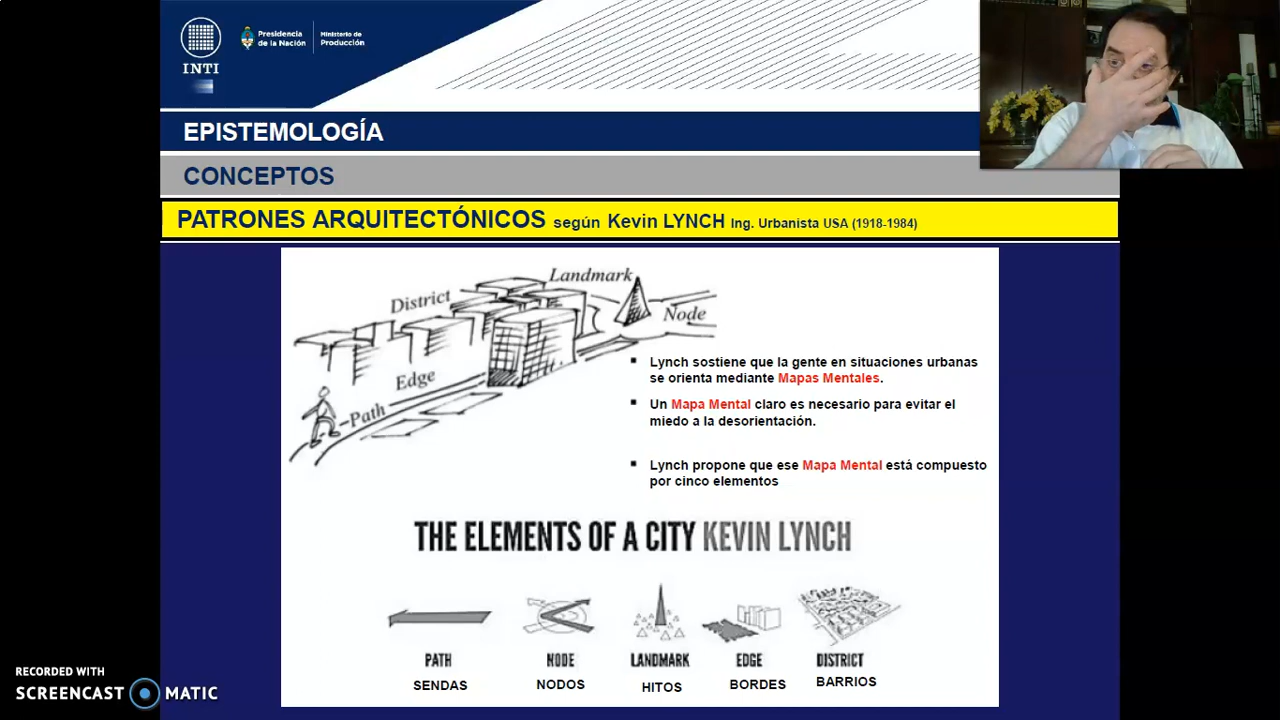 INTI
Presidencia
de la Nación
Ministerio de
Producción
EPISTEMOLOGÍA
CONCEPTOS
PATRONES ARQUITECTÓNICOS según Kevin LYNCH Ing. Urbanista USA (1918-1984)
Landmark
District
Node
Edge
Path
▪ Lynch sostiene que la gente en situaciones urbanas
se orienta mediante Mapas Mentales.
▪ Un Mapa Mental claro es necesario para evitar el
miedo a la desorientación.
▪ Lynch propone que ese Mapa Mental está compuesto
por cinco elementos
THE ELEMENTS OF A CITY KEVIN LYNCH
PATH NODE LANDMARK EDGE DISTRICT
SENDAS NODOS HITOS BORDES BARRIOS
RECORDED WITH
SCREENCAST MATIC